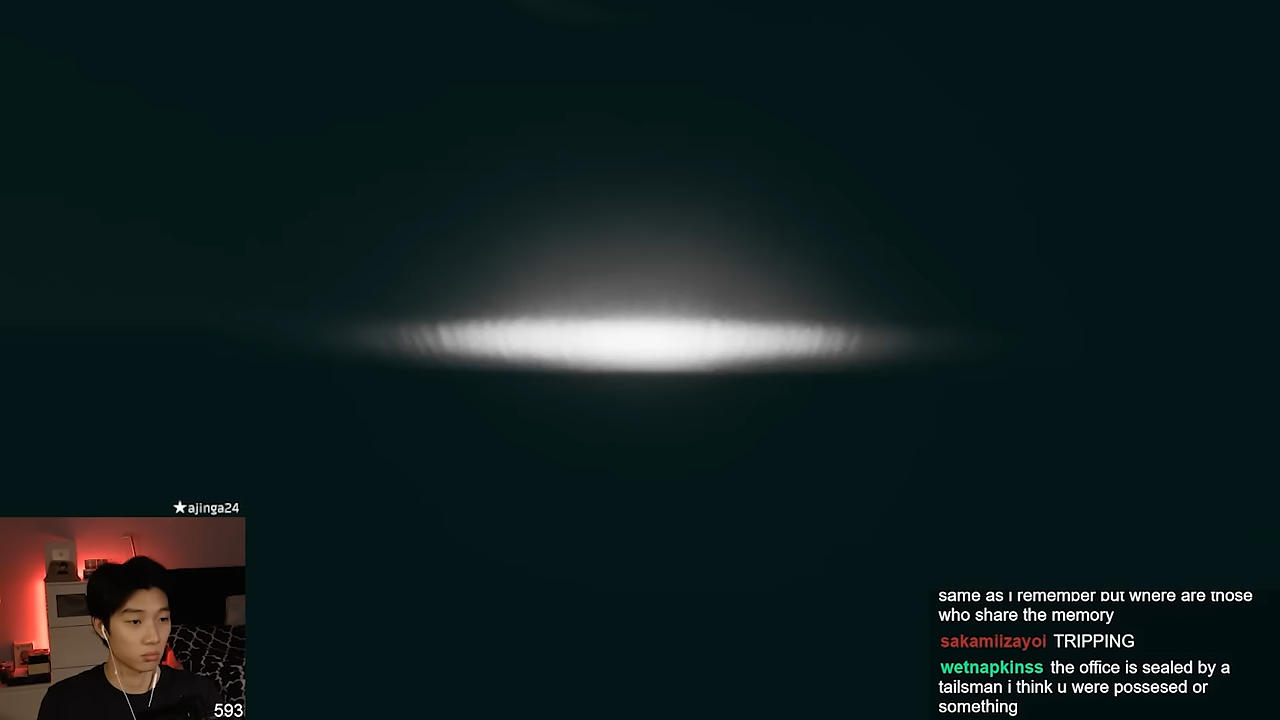 ★ajinga24
593
same as I remember but where are those
who share the memory
sakamiizayoi TRIPPING
wetnapkinss the office is sealed by a
tailsman i think u were possesed or
something